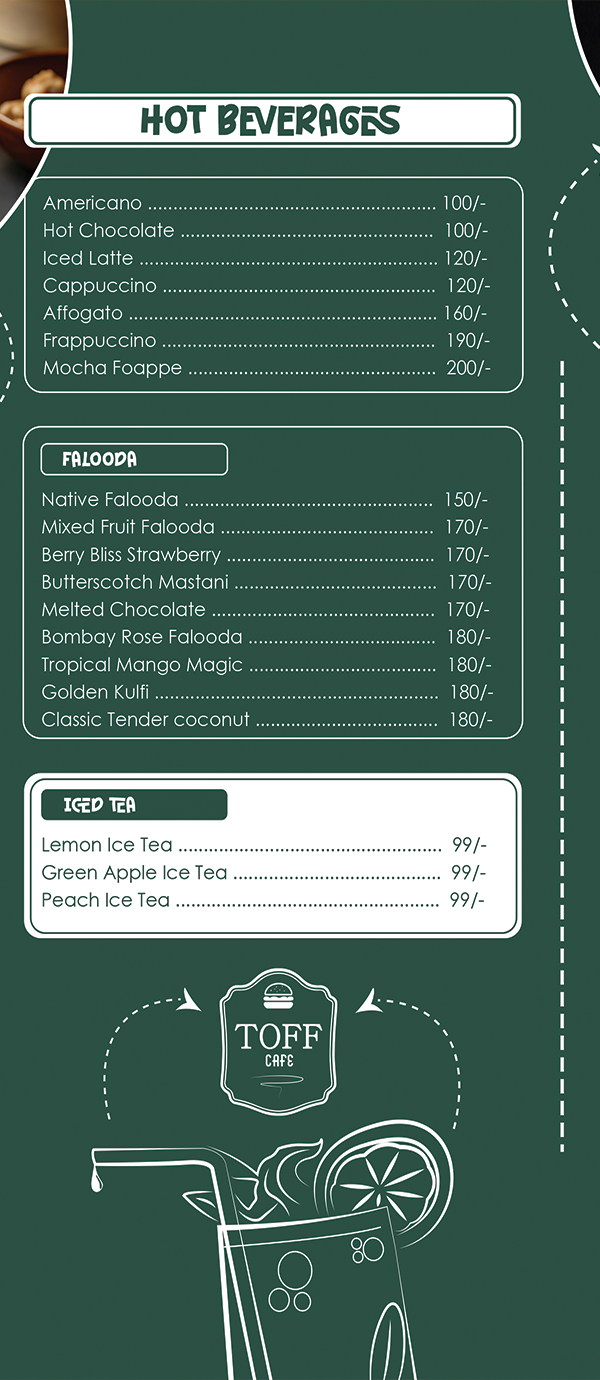 HOT BEVERAGES
Americano ........................................................ 100/-
Hot Chocolate ................................................. 100/-
Iced Latte .......................................................... 120/-
Cappuccino ..................................................... 120/-
Affogato ............................................................ 160/-
Frappuccino ..................................................... 190/-
Mocha Foappe ................................................ 200/-
FALOODA
Native Falooda ................................................. 150/-
Mixed Fruit Falooda .......................................... 170/-
Berry Bliss Strawberry ......................................... 170/-
Butterscotch Mastani ........................................ 170/-
Melted Chocolate ............................................ 170/-
Bombay Rose Falooda ..................................... 180/-
Tropical Mango Magic ..................................... 180/-
Golden Kulfi ........................................................ 180/-
Classic Tender coconut .................................... 180/-
ICED TEA
Lemon Ice Tea .................................................... 99/-
Green Apple Ice Tea ......................................... 99/-
Peach Ice Tea .................................................... 99/-
TOFF
CAFE